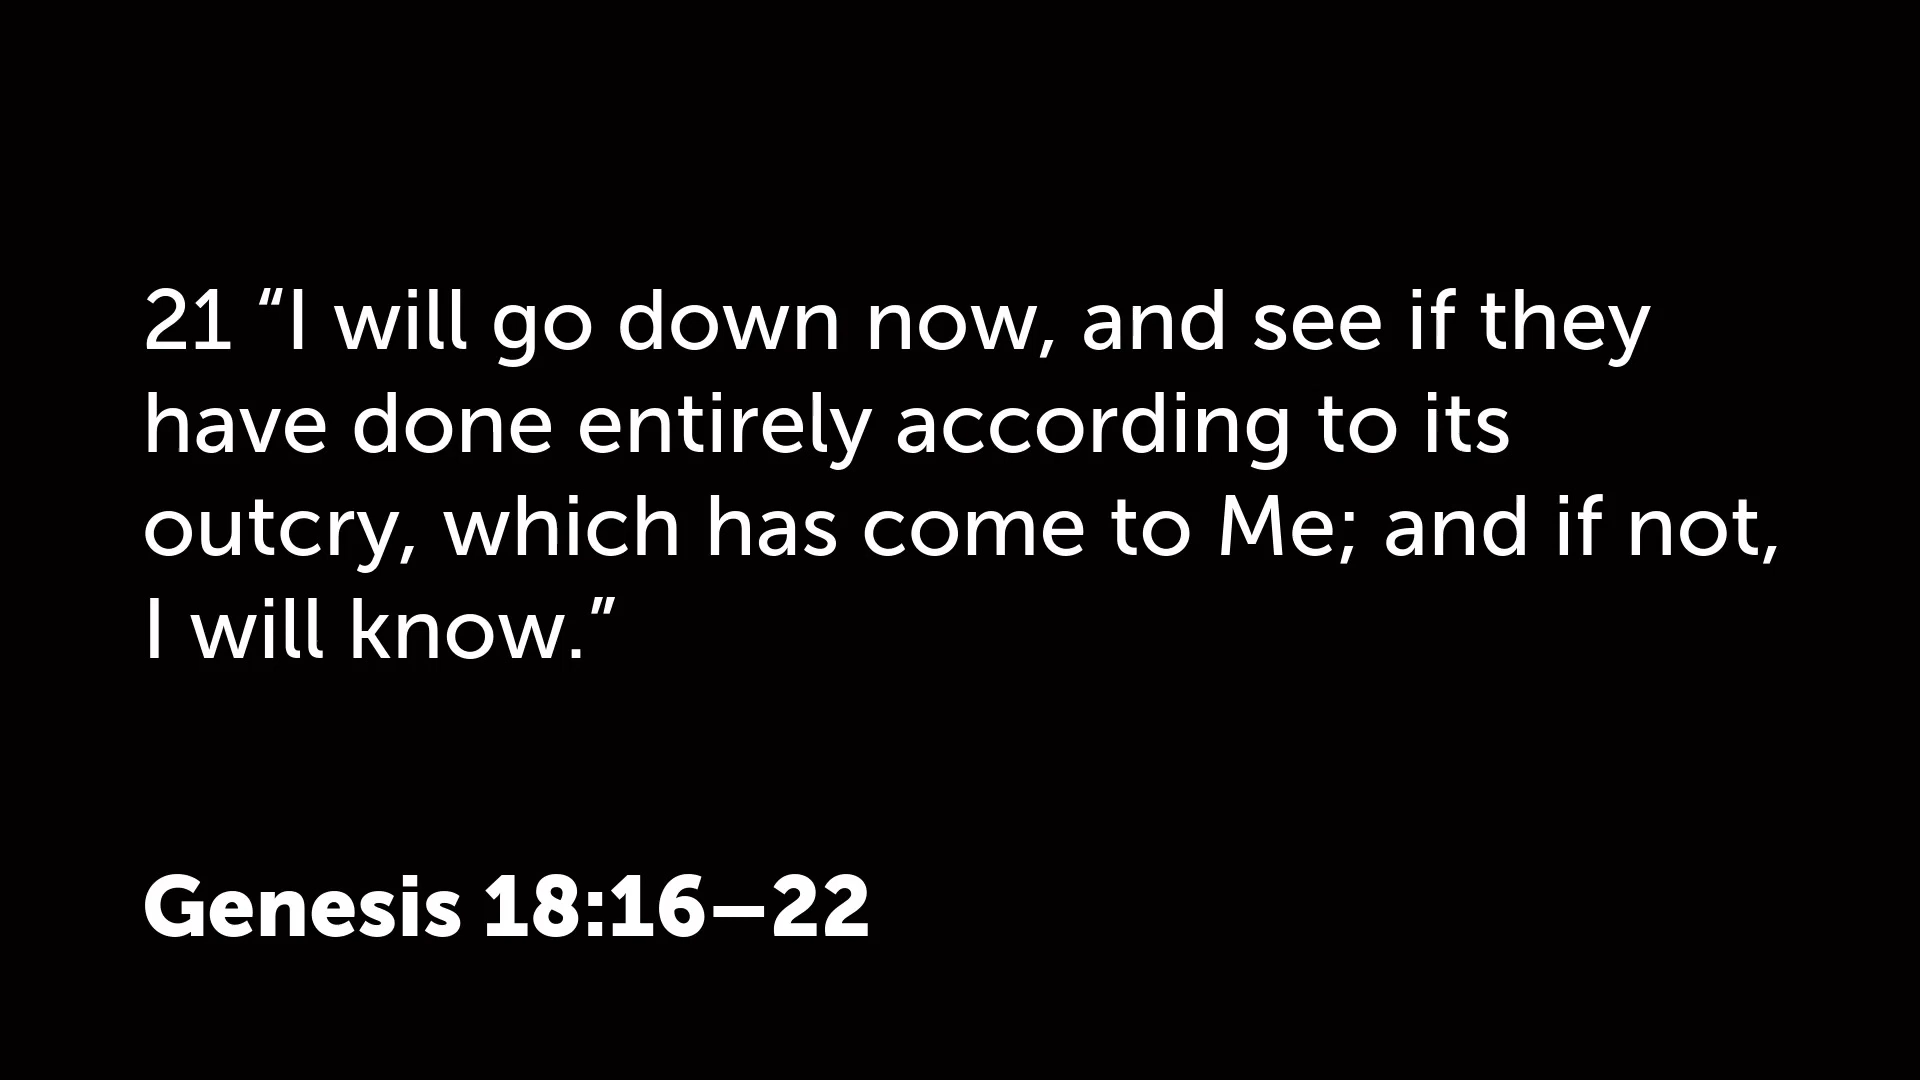 21 “I will go down now, and see if they
have done entirely according to its
outcry, which has come to Me; and if not,
I will know.”
Genesis 18:16–22